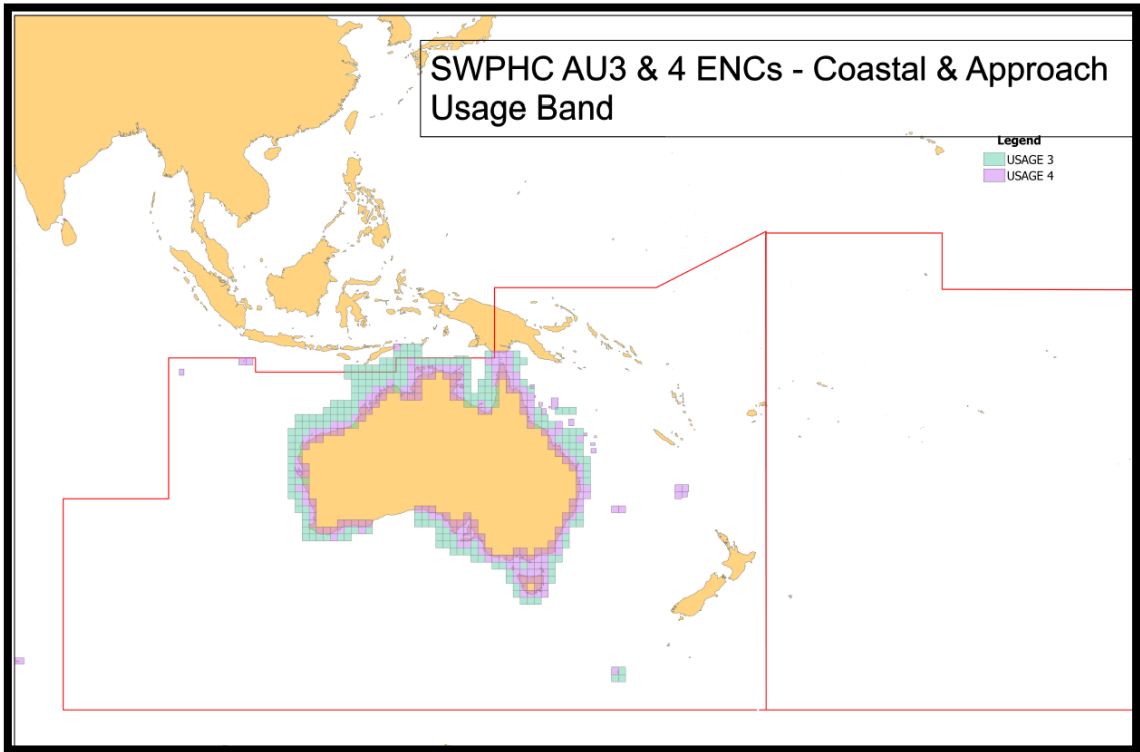 SWPHC AU3 & 4 ENCs - Coastal & Approach
Usage Band
Legend
USAGE 3
USAGE 4